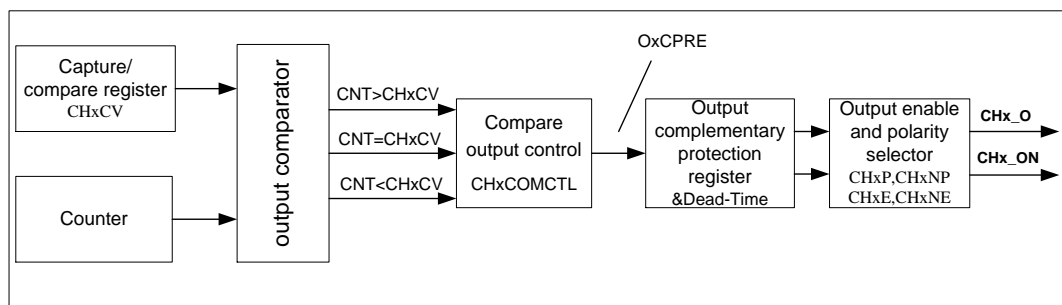 OxCPRE
Capture/
compare register
CHxCV
Counter
output comparator
CNT>CHxCV
CNT=CHxCV
CNT<CHxCV
Compare
output control
CHxCOMCTL
Output
complementary
protection
register
&Dead-Time
Output enable
and polarity
selector
CHxP,CHxNP
CHxE,CHxNE
CHx_O
CHx_ON